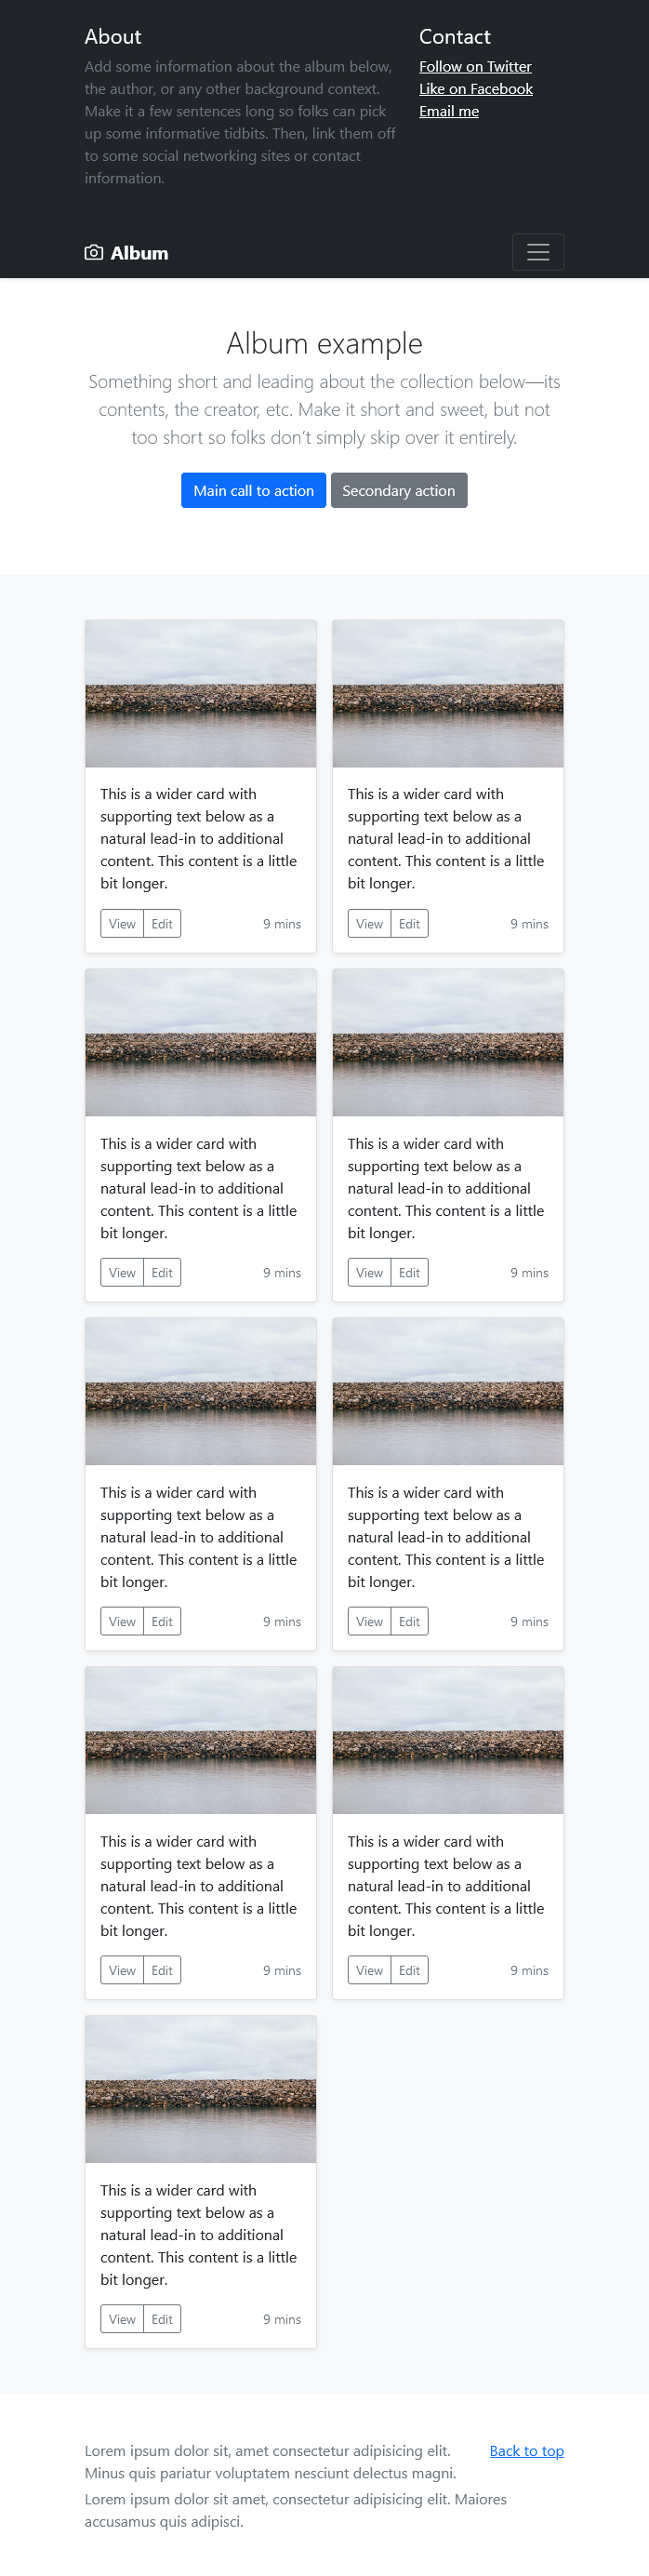 About
Add some information about the album below,
the author, or any other background context.
Make it a few sentences long so folks can pick
up some informative tidbits. Then, link them off
to some social networking sites or contact
information.
Contact
Follow on Twitter
Like on Facebook
Email me
Album
Album example
Something short and leading about the collection below—its
contents, the creator, etc. Make it short and sweet, but not
too short so folks don’t simply skip over it entirely.
Main call to action
Secondary action
This is a wider card with
supporting text below as a
natural lead-in to additional
content. This content is a little
bit longer.
View
Edit
9 mins
This is a wider card with
supporting text below as a
natural lead-in to additional
content. This content is a little
bit longer.
View
Edit
9 mins
This is a wider card with
supporting text below as a
natural lead-in to additional
content. This content is a little
bit longer.
View
Edit
9 mins
This is a wider card with
supporting text below as a
natural lead-in to additional
content. This content is a little
bit longer.
View
Edit
9 mins
This is a wider card with
supporting text below as a
natural lead-in to additional
content. This content is a little
bit longer.
View
Edit
9 mins
This is a wider card with
supporting text below as a
natural lead-in to additional
content. This content is a little
bit longer.
View
Edit
9 mins
This is a wider card with
supporting text below as a
natural lead-in to additional
content. This content is a little
bit longer.
View
Edit
9 mins
This is a wider card with
supporting text below as a
natural lead-in to additional
content. This content is a little
bit longer.
View
Edit
9 mins
This is a wider card with
supporting text below as a
natural lead-in to additional
content. This content is a little
bit longer.
View
Edit
9 mins
Lorem ipsum dolor sit, amet consectetur adipisicing elit.
Minus quis pariatur voluptatem nesciunt delectus magni.
Back to top
Lorem ipsum dolor sit amet, consectetur adipisicing elit. Maiores
accusamus quis adipisci.